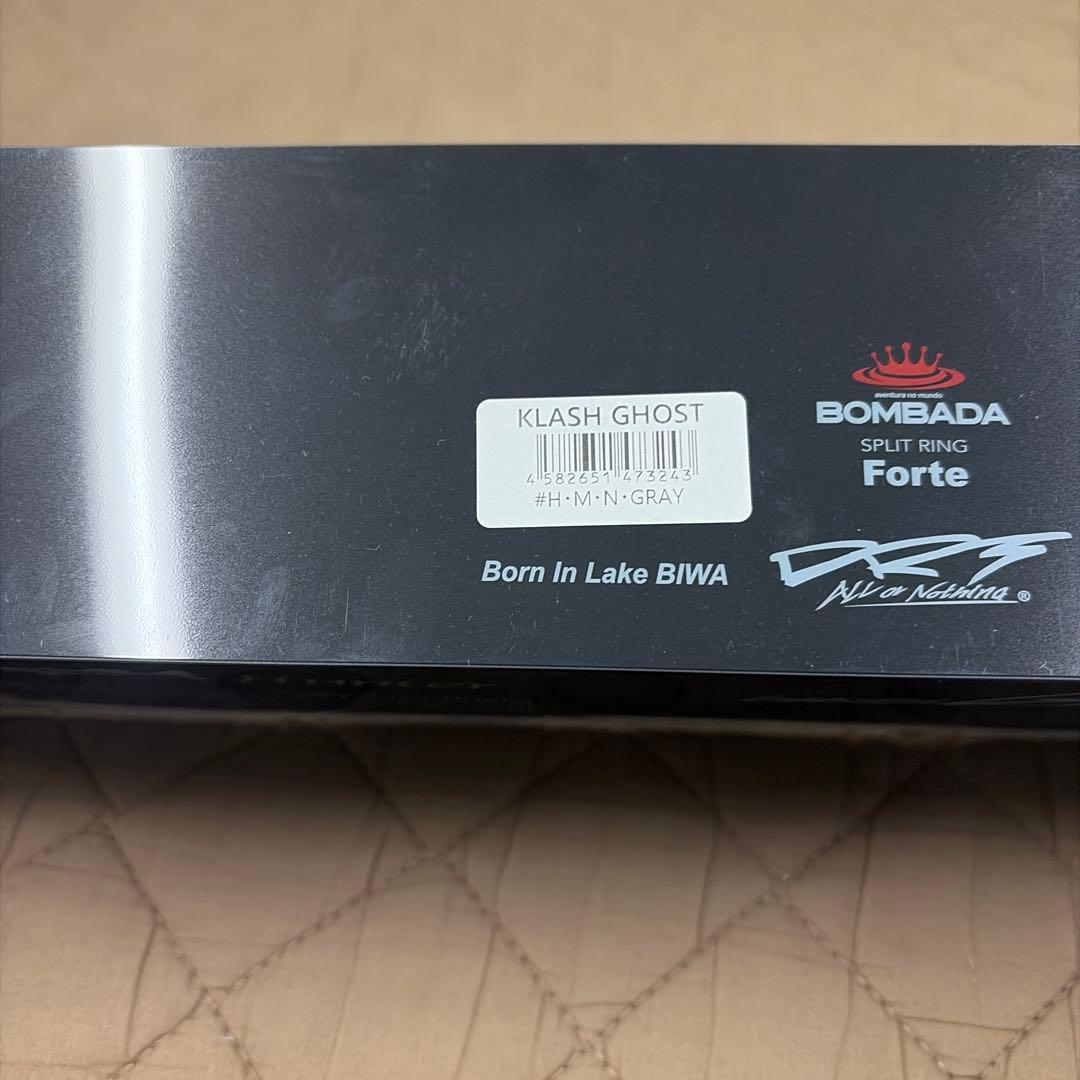 KLASH GHOST
4 582651 473243
#H・M・N・GRAY
aventura no mundo
BOMBADA
SPLIT RING
Forte
Born In Lake BIWA
DRT
ALL or Nothing ®